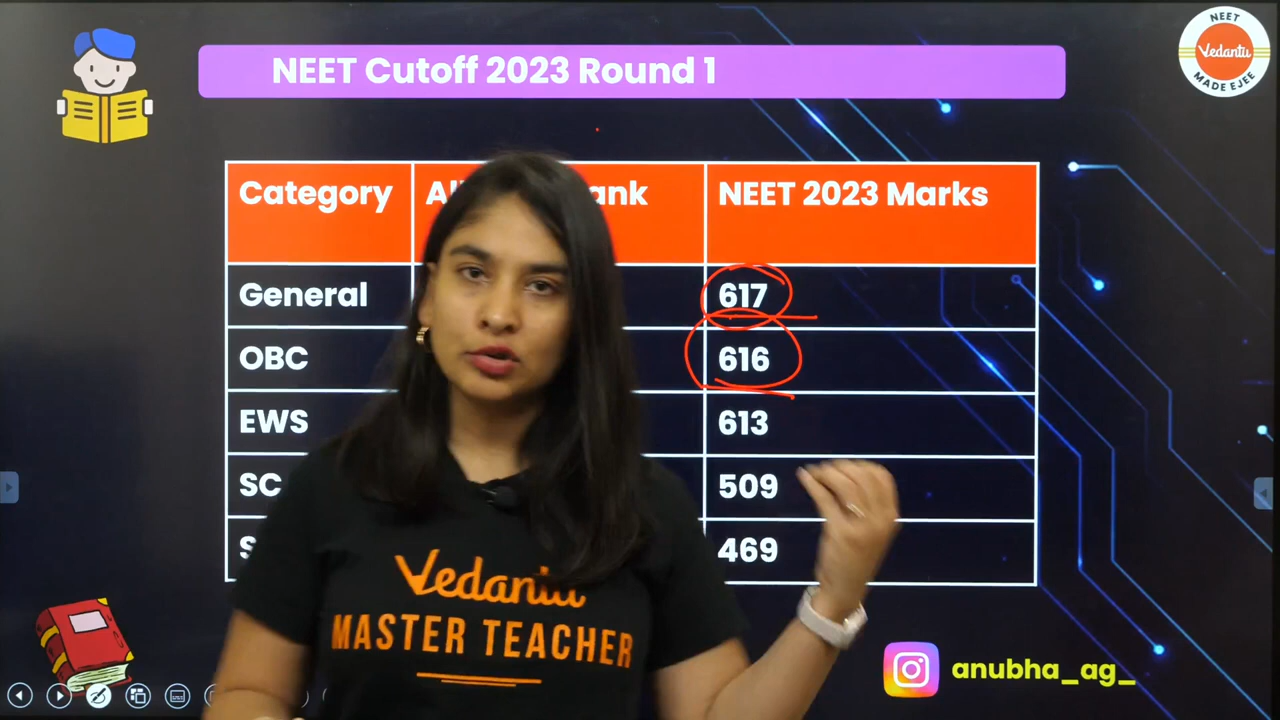 NEET Cutoff 2023 Round 1
NEET
Vedantu
MADE EJEE
Category
NEET 2023 Marks
General
617
OBC
616
EWS
613
SC
509
469
Vedantu
MASTER TEACHER
anubha_ag_